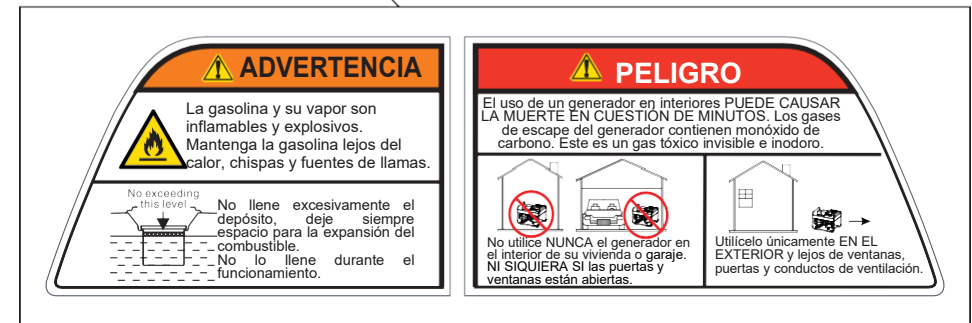 ADVERTENCIA
La gasolina y su vapor son
inflamables y explosivos.
Mantenga la gasolina lejos del
calor, chispas y fuentes de llamas.
No exceeding
this level
No llene excesivamente el
depósito, deje siempre
espacio para la expansión del
combustible.
No lo llene durante el
funcionamiento.
PELIGRO
El uso de un generador en interiores PUEDE CAUSAR
LA MUERTE EN CUESTIÓN DE MINUTOS. Los gases
de escape del generador contienen monóxido de
carbono. Este es un gas tóxico invisible e inodoro.
No utilice NUNCA el generador en
el interior de su vivienda o garaje.
NI SIQUIERA SI las puertas y
ventanas están abiertas.
Utilícelo únicamente EN EL
EXTERIOR y lejos de ventanas,
puertas y conductos de ventilación.